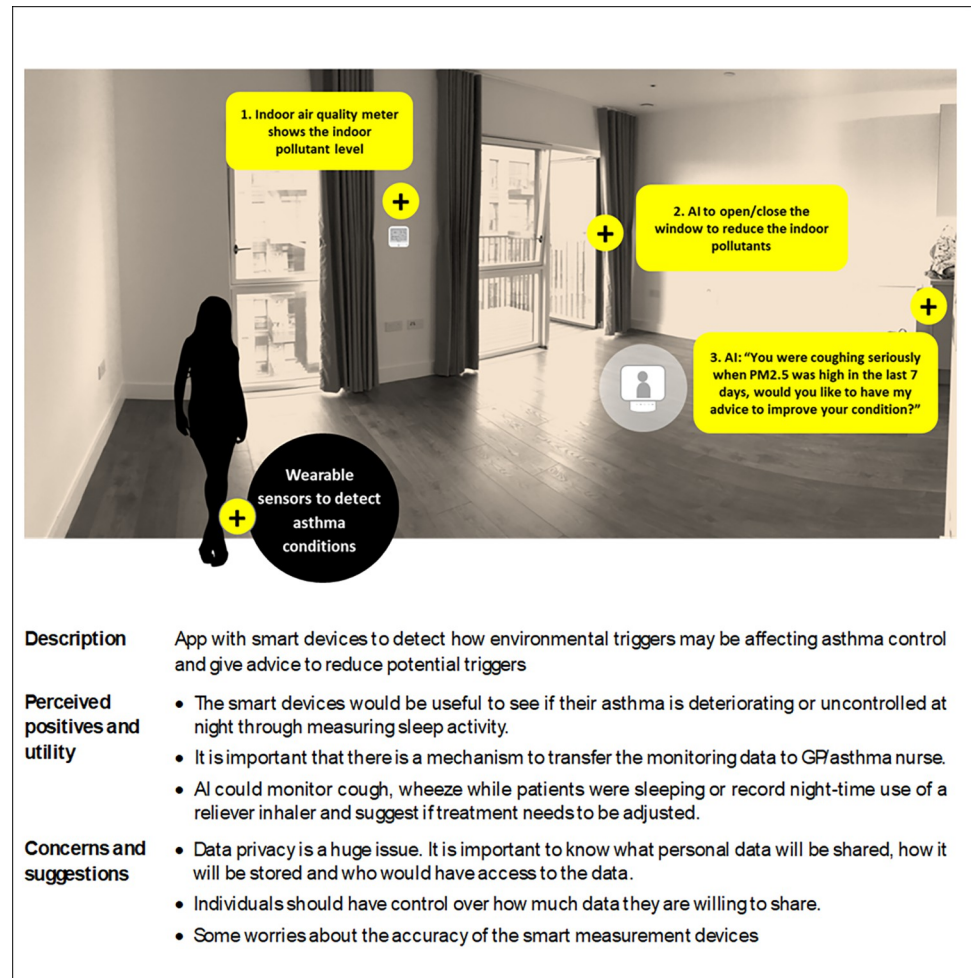 1. Indoor air quality meter
shows the indoor
pollutant level
2. AI to open/close the
window to reduce the indoor
pollutants
3. AI: “You were coughing seriously
when PM2.5 was high in the last 7
days, would you like to have my
advice to improve your condition?”
Wearable
sensors to detect
asthma
conditions
Description
App with smart devices to detect how environmental triggers may be affecting asthma control
and give advice to reduce potential triggers
Perceived
positives and
utility
• The smart devices would be useful to see if their asthma is deteriorating or uncontrolled at
night through measuring sleep activity.
• It is important that there is a mechanism to transfer the monitoring data to GP/asthma nurse.
• AI could monitor cough, wheeze while patients were sleeping or record night-time use of a
reliever inhaler and suggest if treatment needs to be adjusted.
Concerns and
suggestions
• Data privacy is a huge issue. It is important to know what personal data will be shared, how it
will be stored and who would have access to the data.
• Individuals should have control over how much data they are willing to share.
• Some worries about the accuracy of the smart measurement devices